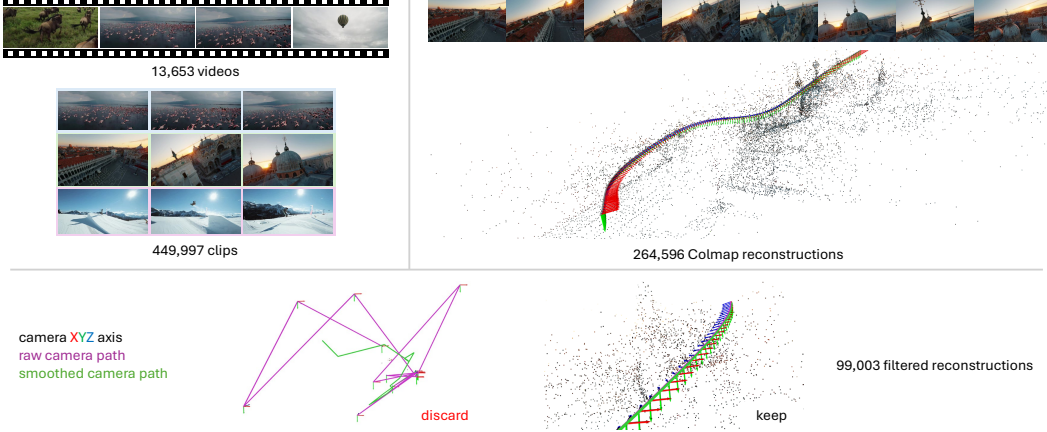 13,653 videos
449,997 clips
264,596 Colmap reconstructions
camera XYZ axis
raw camera path
smoothed camera path
discard
keep
99,003 filtered reconstructions